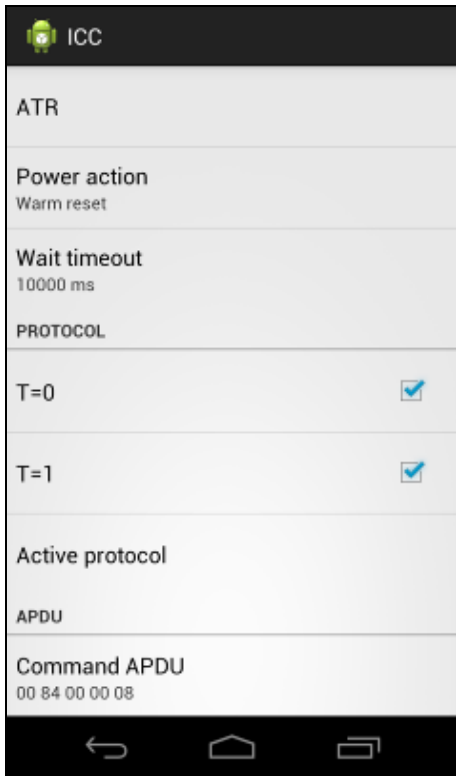 ICC
ATR
Power action
Warm reset
Wait timeout
10000 ms
PROTOCOL
T=0
T=1
Active protocol
APDU
Command APDU
00 84 00 00 08